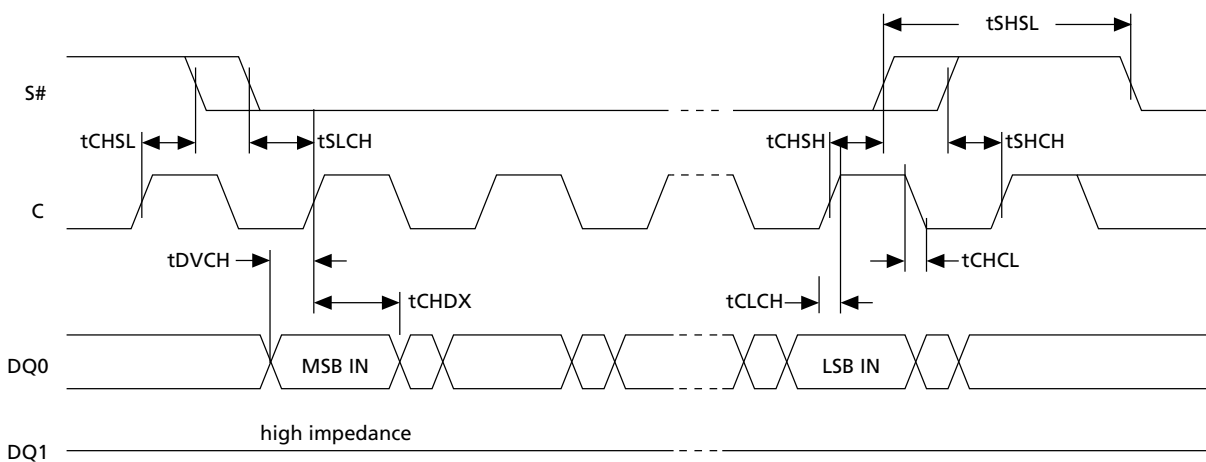 tSHSL
S#
tCHSL
tSLCH
tCHSH
tSHCH
C
tDVCH
tCHCL
tCHDX
tCLCH
DQ0
MSB IN
LSB IN
high impedance
DQ1